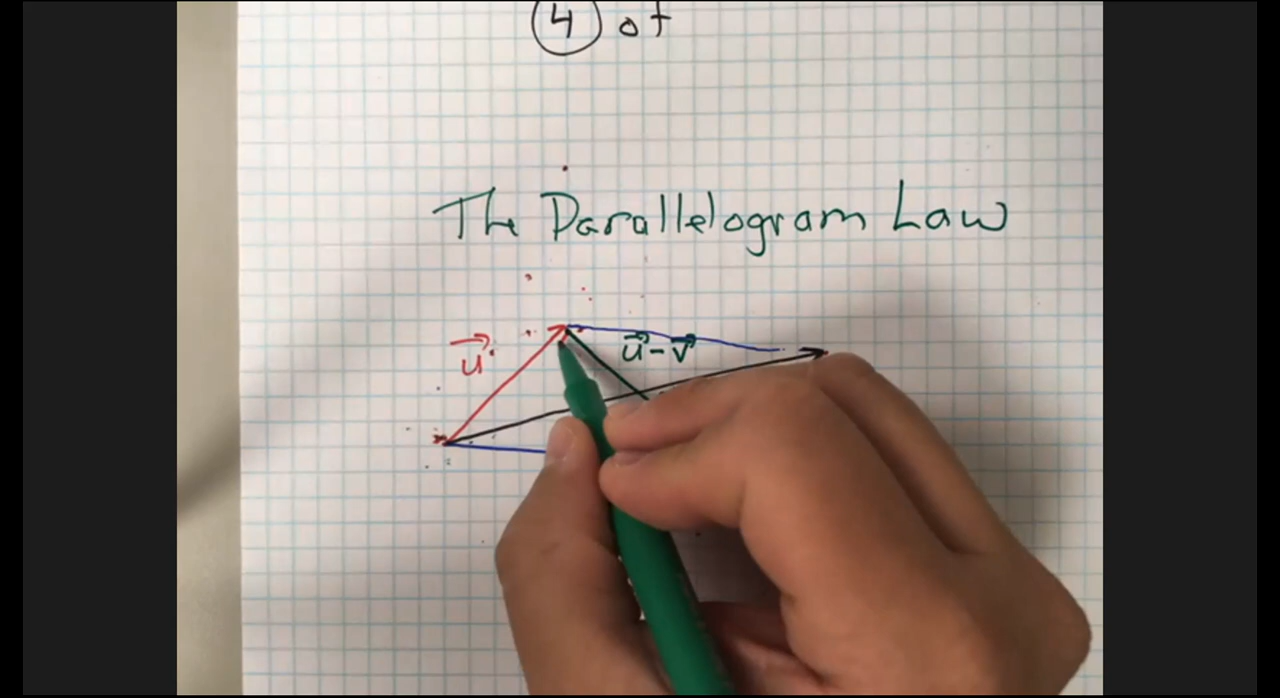 ④ of
The Parallelogram Law
u⃗
u⃗ - v⃗